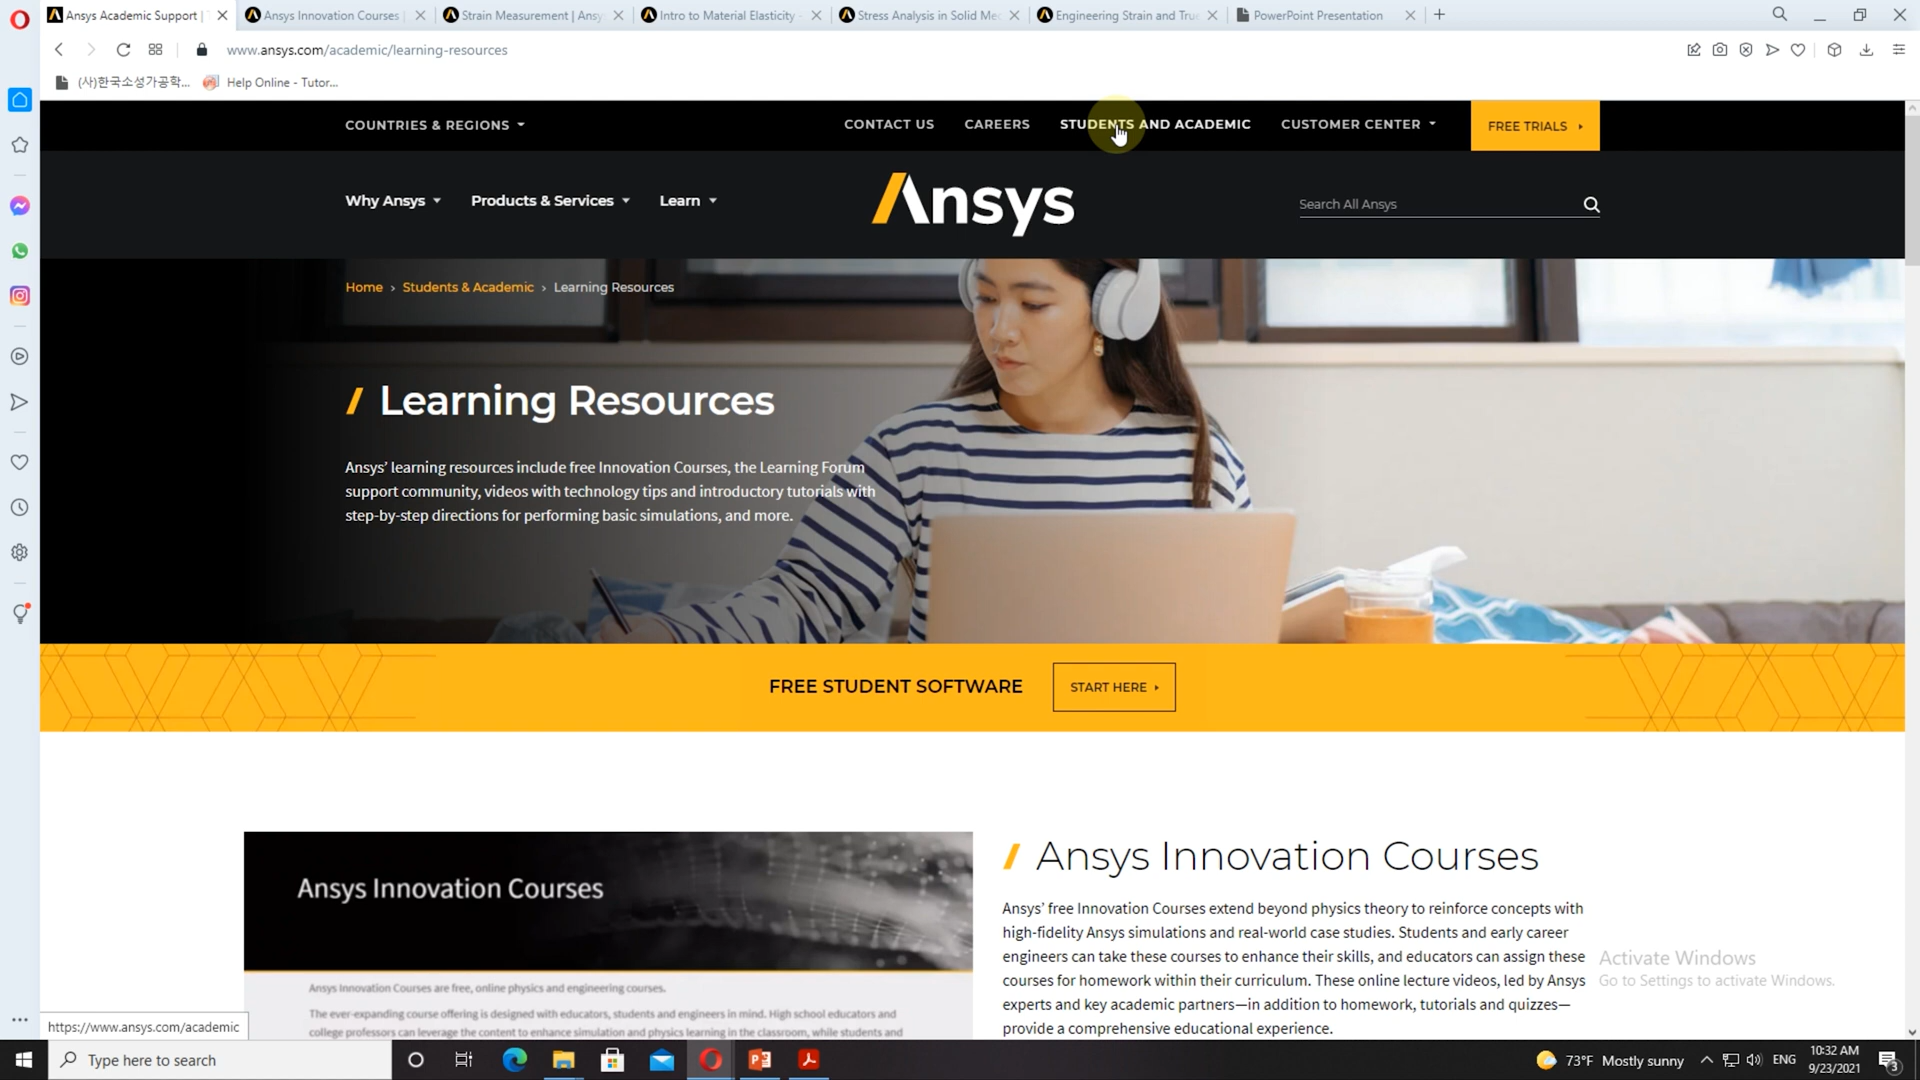 Ansys Academic Support |
Ansys Innovation Courses |
Strain Measurement | Ansy
Intro to Material Elasticity -
Stress Analysis in Solid Mec
Engineering Strain and True
PowerPoint Presentation
www.ansys.com/academic/learning-resources
(사)한국소성가공학...
Help Online - Tutor...
COUNTRIES & REGIONS
CONTACT US
CAREERS
STUDENTS AND ACADEMIC
CUSTOMER CENTER
FREE TRIALS
Why Ansys
Products & Services
Learn
Ansys
Search All Ansys
Home › Students & Academic › Learning Resources
Learning Resources
Ansys' learning resources include free Innovation Courses, the Learning Forum
support community, videos with technology tips and introductory tutorials with
step-by-step directions for performing basic simulations, and more.
FREE STUDENT SOFTWARE
START HERE
Ansys Innovation Courses
Ansys Innovation Courses are free, online physics and engineering courses.
The ever-expanding course offering is designed with educators, students and engineers in mind. High school educators and
college professors can leverage the content to enhance simulation and physics learning in the classroom, while students and
Ansys Innovation Courses
Ansys' free Innovation Courses extend beyond physics theory to reinforce concepts with
high-fidelity Ansys simulations and real-world case studies. Students and early career
engineers can take these courses to enhance their skills, and educators can assign these
courses for homework within their curriculum. These online lecture videos, led by Ansys
experts and key academic partners—in addition to homework, tutorials and quizzes—
provide a comprehensive educational experience.
Activate Windows
Go to Settings to activate Windows.
https://www.ansys.com/academic
Type here to search
73°F Mostly sunny
ENG
10:32 AM
9/23/2021
3